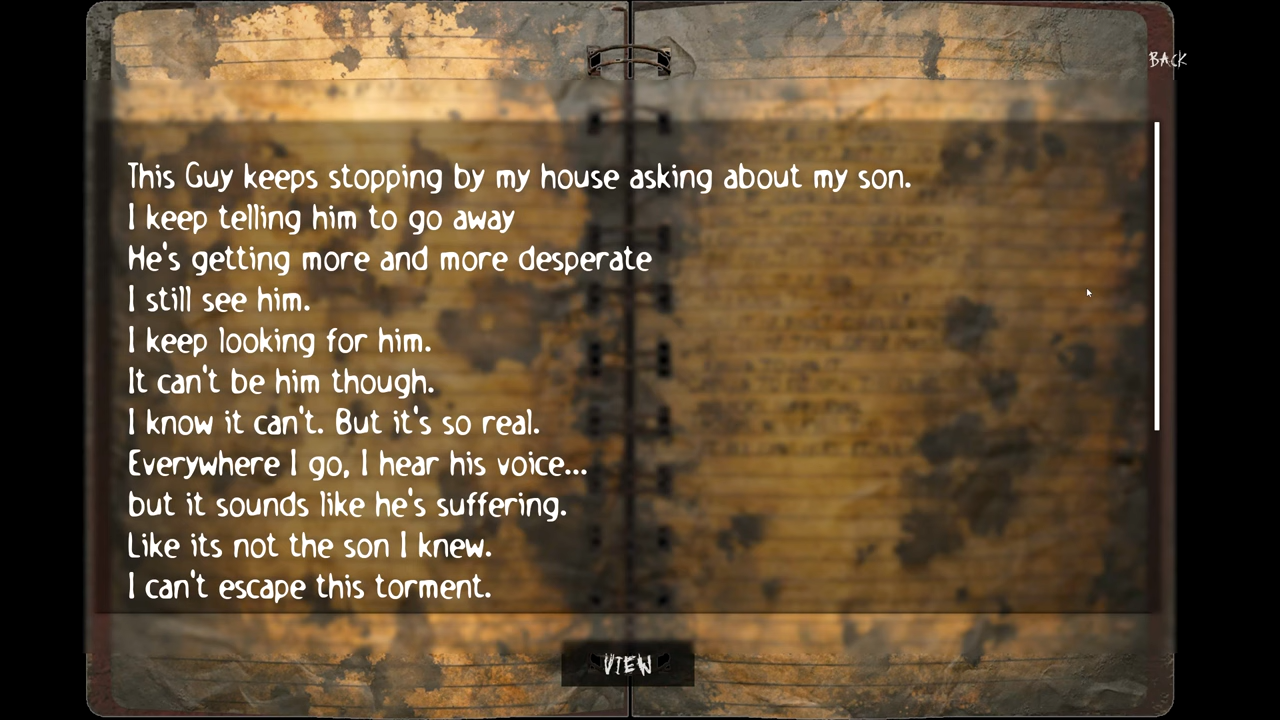 BACK
This Guy keeps stopping by my house asking about my son.
I keep telling him to go away
He's getting more and more desperate
I still see him.
I keep looking for him.
It can't be him though.
I know it can't. But it's so real.
Everywhere I go, I hear his voice...
but it sounds like he's suffering.
Like its not the son I knew.
I can't escape this torment.
VIEW